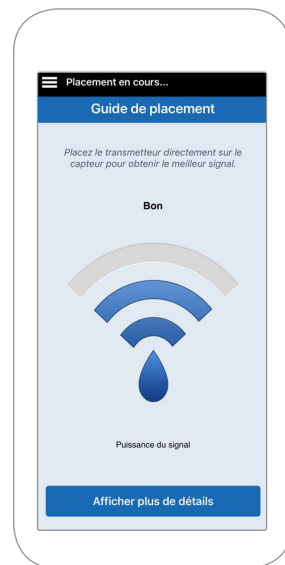 Placement en cours...
Guide de placement
Placez le transmetteur directement sur le
capteur pour obtenir le meilleur signal.
Bon
Puissance du signal
Afficher plus de détails